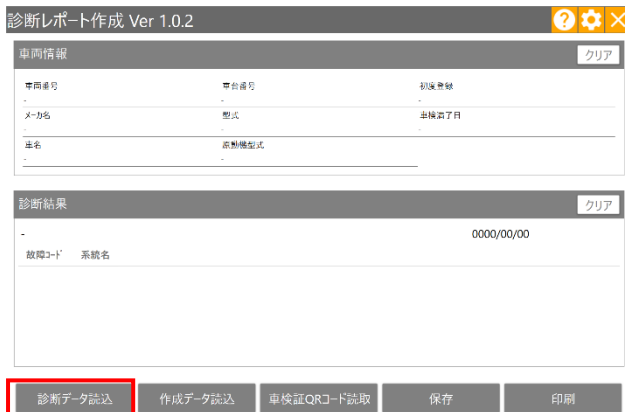 診断レポート作成 Ver 1.0.2
車両情報 クリア
車両番号 車台番号 初度登録
- - -
メーカ名 型式 車検満了日
- - -
車名 原動機型式
- -
診断結果 クリア
- 0000/00/00
故障コード 系統名
診断データ読込 作成データ読込 車検証QRコード読取 保存 印刷